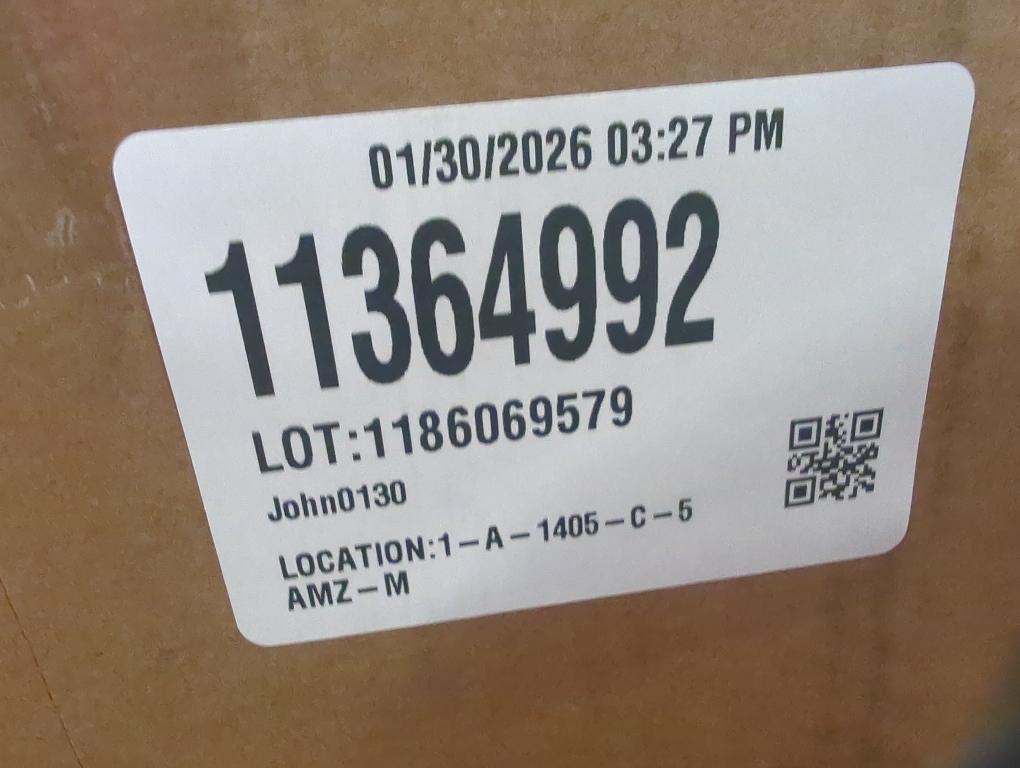 01/30/2026 03:27 PM
11364992
LOT:1186069579
John0130
LOCATION:1-A-1405-C-5
AMZ-M